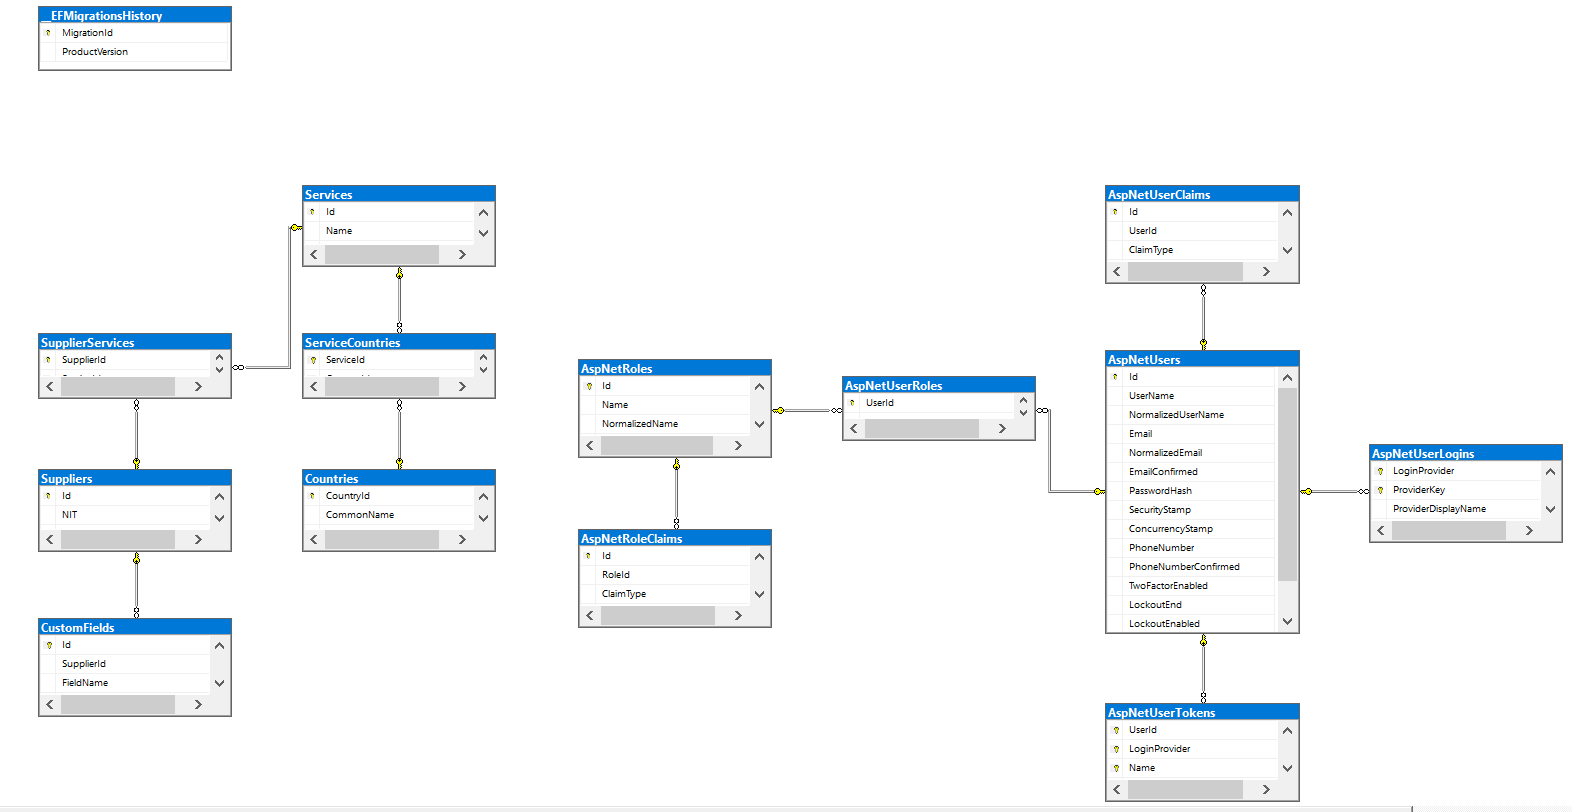 __EFMigrationsHistory
MigrationId
ProductVersion
Services
Id
Name
SupplierServices
SupplierId
ServiceCountries
ServiceId
Suppliers
Id
NIT
Countries
CountryId
CommonName
CustomFields
Id
SupplierId
FieldName
AspNetRoles
Id
Name
NormalizedName
AspNetRoleClaims
Id
RoleId
ClaimType
AspNetUserRoles
UserId
AspNetUserClaims
Id
UserId
ClaimType
AspNetUsers
Id
UserName
NormalizedUserName
Email
NormalizedEmail
EmailConfirmed
PasswordHash
SecurityStamp
ConcurrencyStamp
PhoneNumber
PhoneNumberConfirmed
TwoFactorEnabled
LockoutEnd
LockoutEnabled
AspNetUserLogins
LoginProvider
ProviderKey
ProviderDisplayName
AspNetUserTokens
UserId
LoginProvider
Name